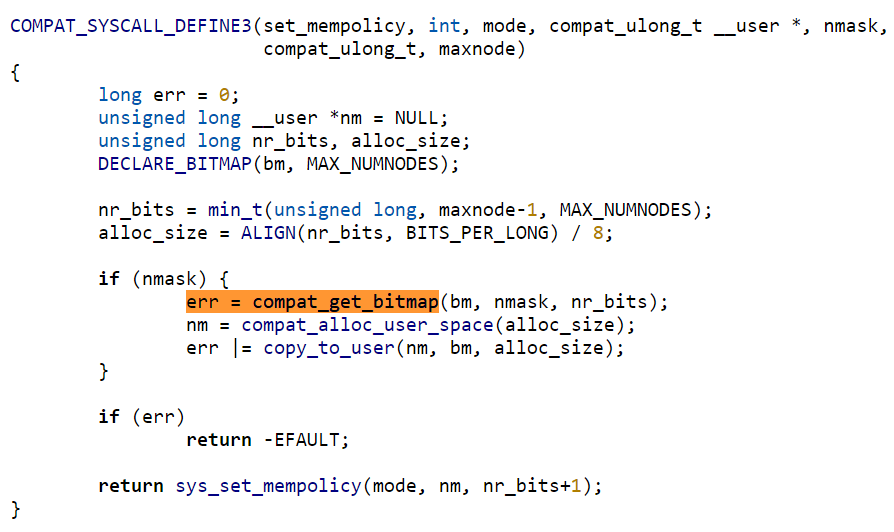 COMPAT_SYSCALL_DEFINE3(set_mempolicy, int, mode, compat_ulong_t __user *, nmask,
                       compat_ulong_t, maxnode)
{
        long err = 0;
        unsigned long __user *nm = NULL;
        unsigned long nr_bits, alloc_size;
        DECLARE_BITMAP(bm, MAX_NUMNODES);

        nr_bits = min_t(unsigned long, maxnode-1, MAX_NUMNODES);
        alloc_size = ALIGN(nr_bits, BITS_PER_LONG) / 8;

        if (nmask) {
                err = compat_get_bitmap(bm, nmask, nr_bits);
                nm = compat_alloc_user_space(alloc_size);
                err |= copy_to_user(nm, bm, alloc_size);
        }

        if (err)
                return -EFAULT;

        return sys_set_mempolicy(mode, nm, nr_bits+1);
}